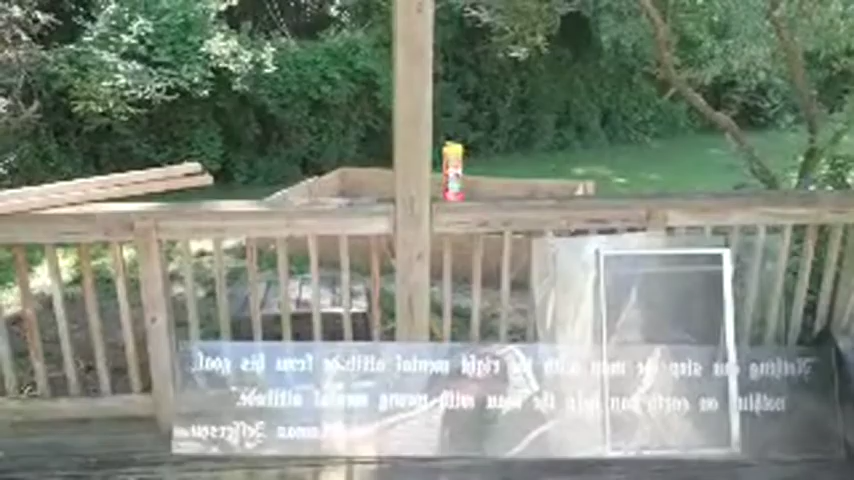 Nothing can stop the man with the right mental attitude from his goal,
nothing on earth can help the man with wrong mental attitude."
Thomas Jefferson